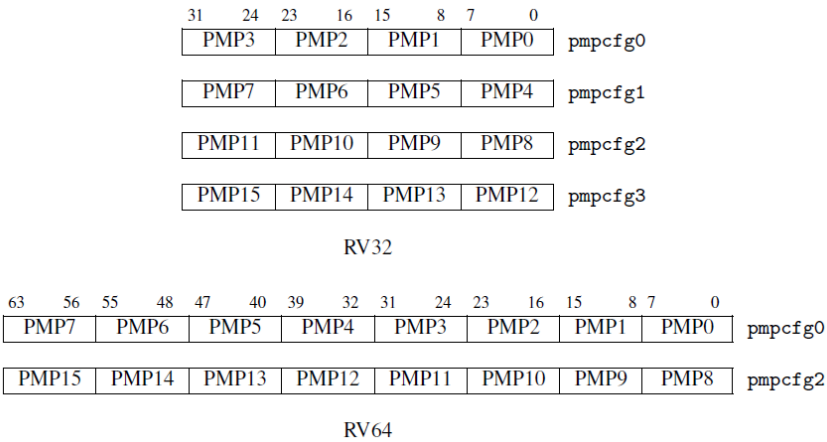 31 24 23 16 15 8 7 0
PMP3 PMP2 PMP1 PMP0 pmpcfg0
PMP7 PMP6 PMP5 PMP4 pmpcfg1
PMP11 PMP10 PMP9 PMP8 pmpcfg2
PMP15 PMP14 PMP13 PMP12 pmpcfg3
RV32
63 56 55 48 47 40 39 32 31 24 23 16 15 8 7 0
PMP7 PMP6 PMP5 PMP4 PMP3 PMP2 PMP1 PMP0 pmpcfg0
PMP15 PMP14 PMP13 PMP12 PMP11 PMP10 PMP9 PMP8 pmpcfg2
RV64